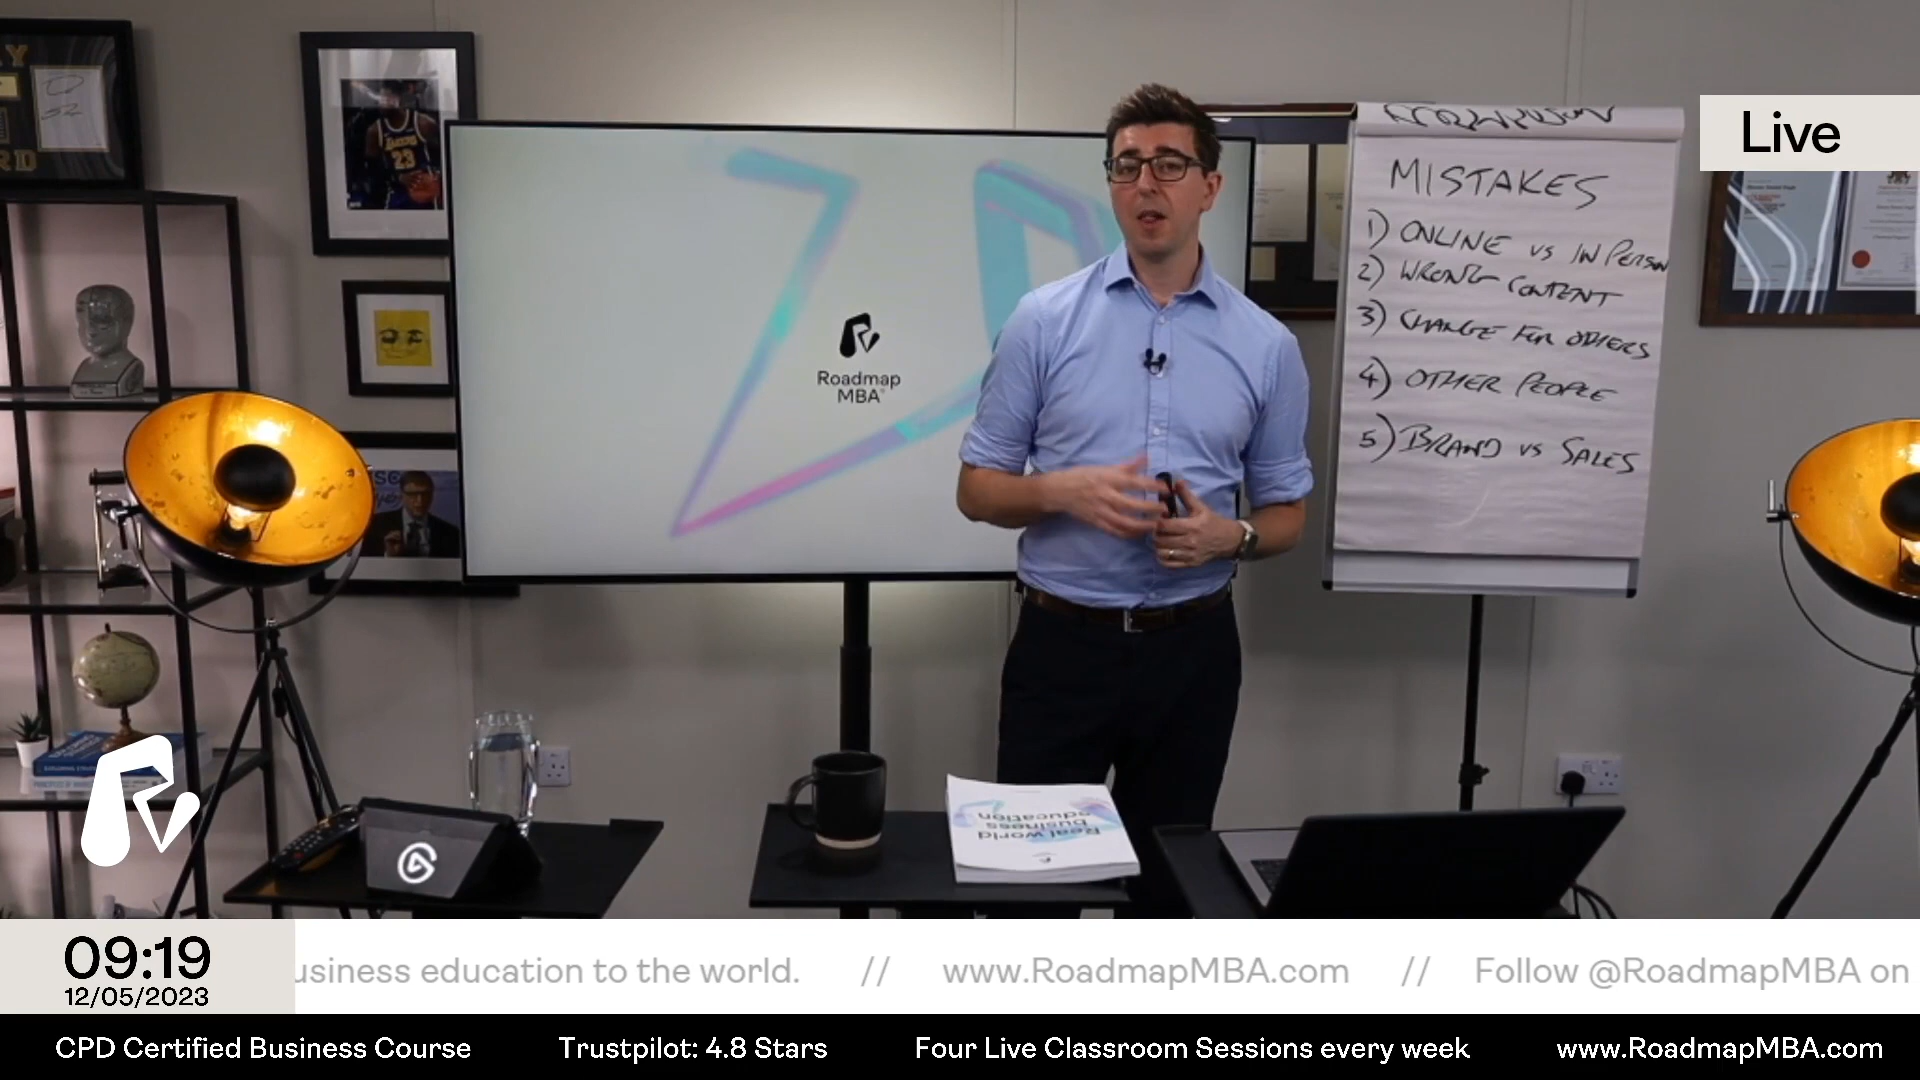 Live
MISTAKES
1) ONLINE vs IN PERSON
2) WRONG CONTENT
3) CHANGE FOR OTHERS
4) OTHER PEOPLE
5) BRAND vs SALES
LAKERS
23
Roadmap
MBA
Real world
business
education
09:19
12/05/2023
usiness education to the world. // www.RoadmapMBA.com // Follow @RoadmapMBA on
CPD Certified Business Course Trustpilot: 4.8 Stars Four Live Classroom Sessions every week www.RoadmapMBA.com